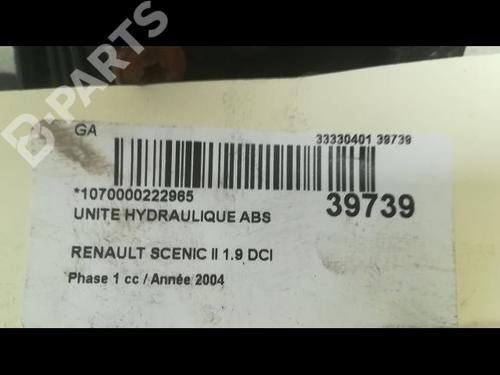 B-PARTS
GA
33330401 39739
*1070000222965
39739
UNITE HYDRAULIQUE ABS
RENAULT SCENIC II 1.9 DCI
Phase 1 cc / Année 2004